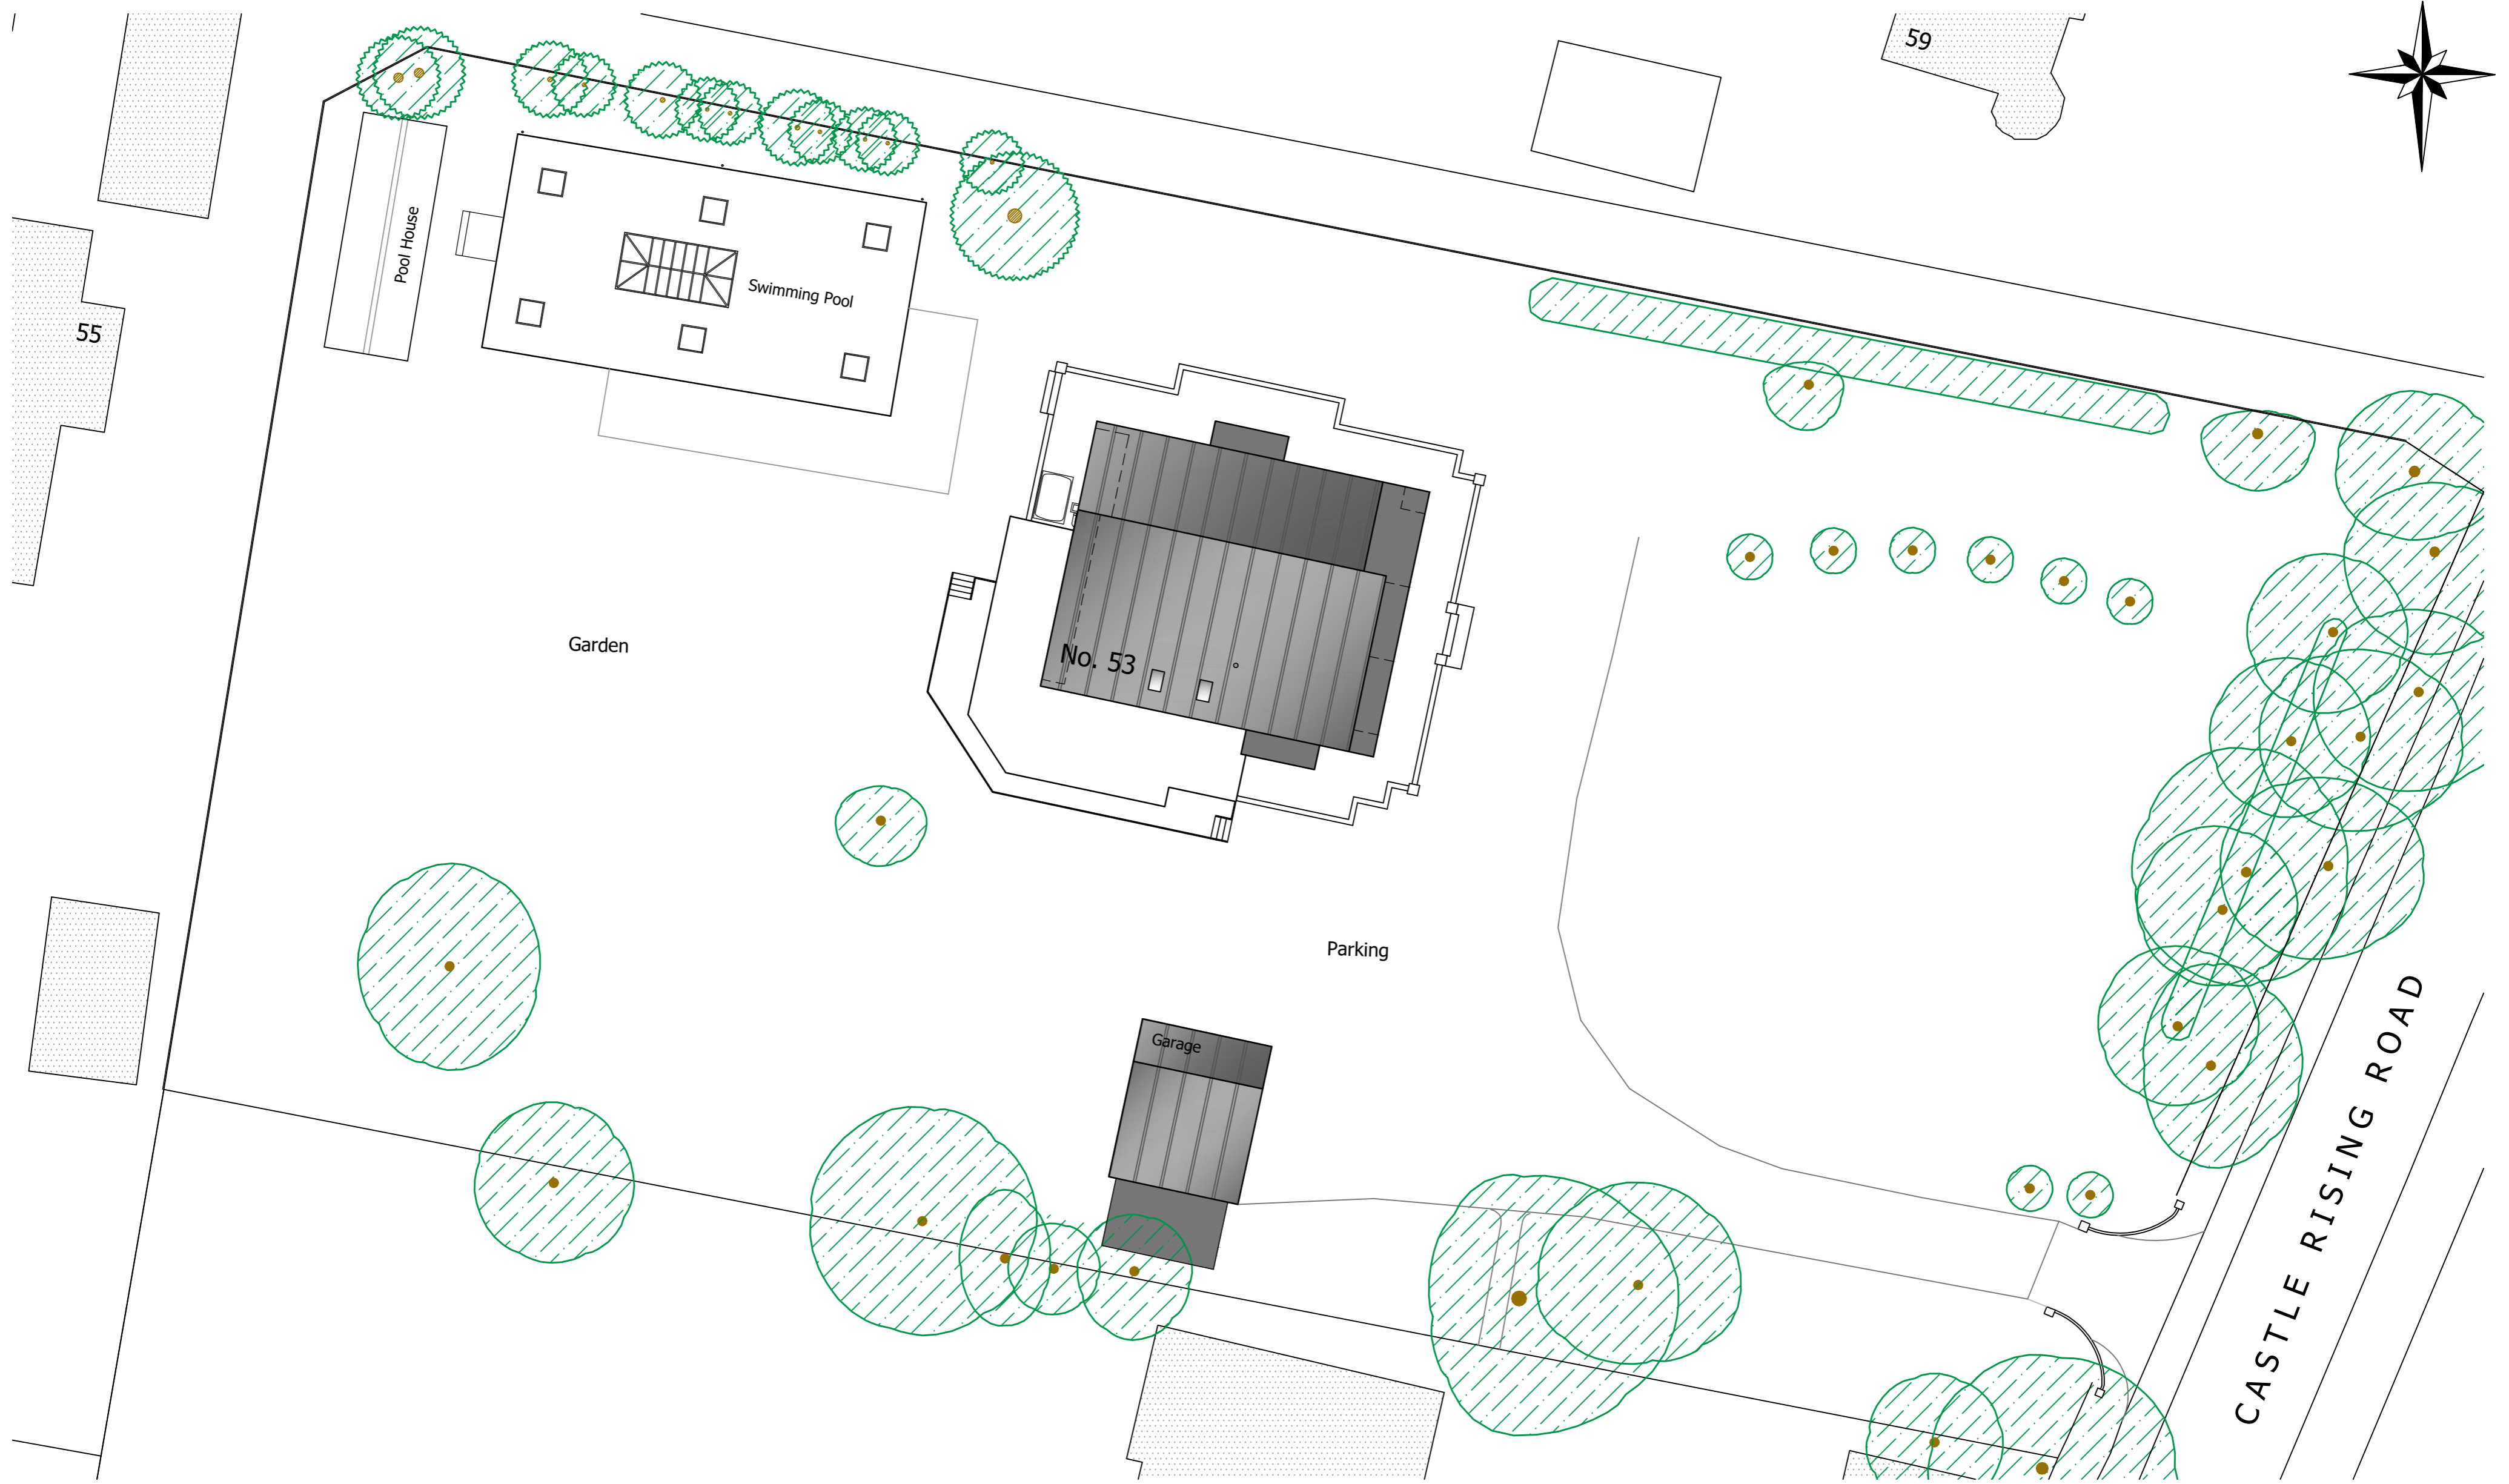 59
Pool House
Swimming Pool
55
Garden
No. 53
Parking
Garage
CASTLE RISING ROAD